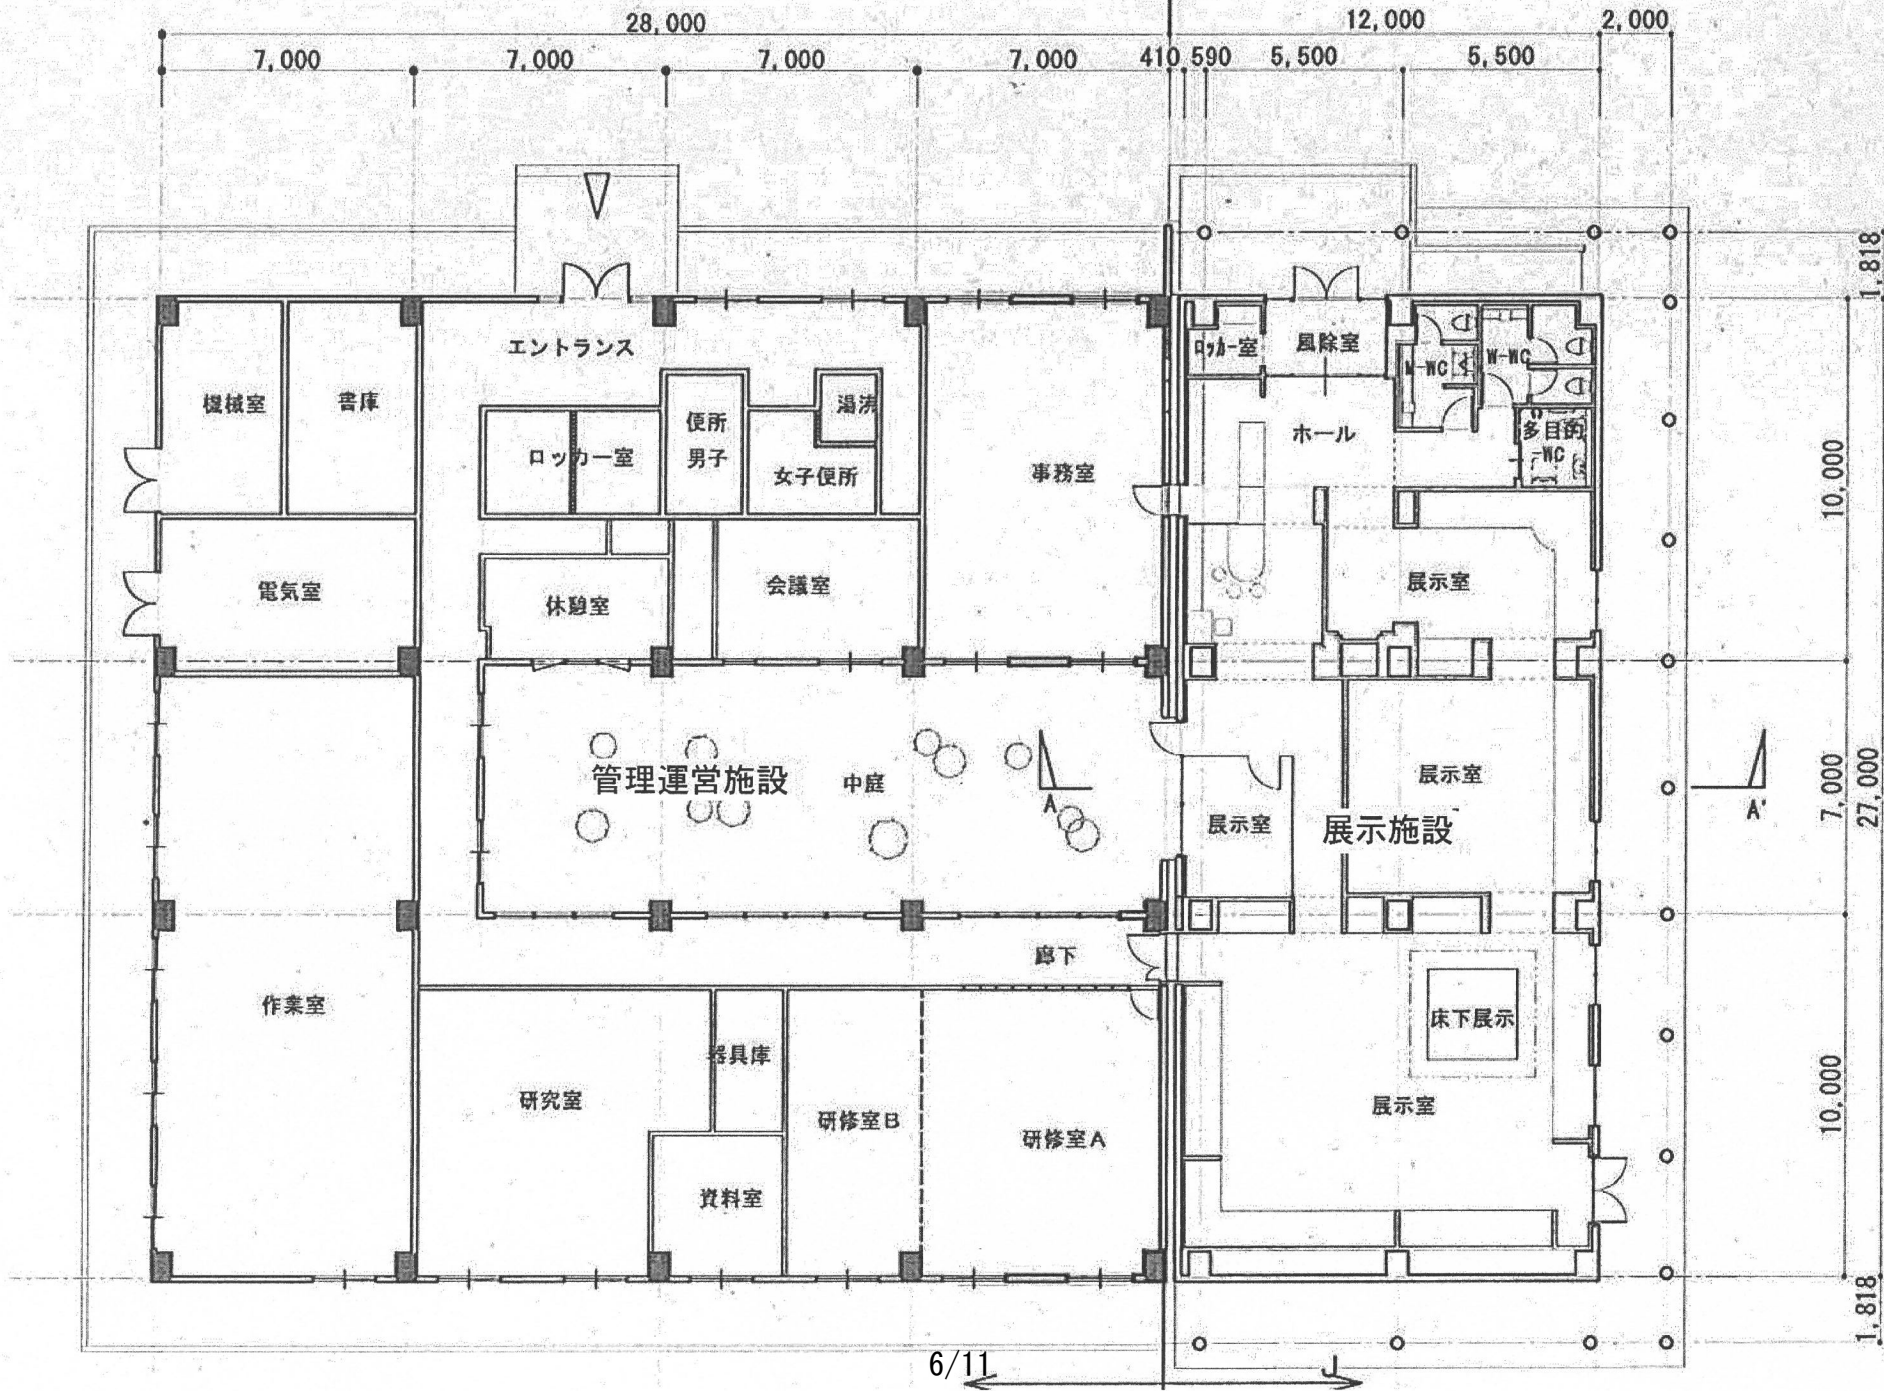 28,000
12,000
2,000
7,000
7,000
7,000
7,000
410
590
5,500
5,500
1,818
エントランス
ロッカー室
風除室
M-WC
W-WC
機械室
書庫
便所
男子
湯沸
ホール
多目的
-WC
ロッカー室
女子便所
事務室
10,000
電気室
休憩室
会議室
展示室
管理運営施設
中庭
A
展示室
展示室
展示施設
A'
7,000
27,000
廊下
作業室
床下展示
器具庫
研究室
研修室B
研修室A
展示室
10,000
資料室
1,818
6/11